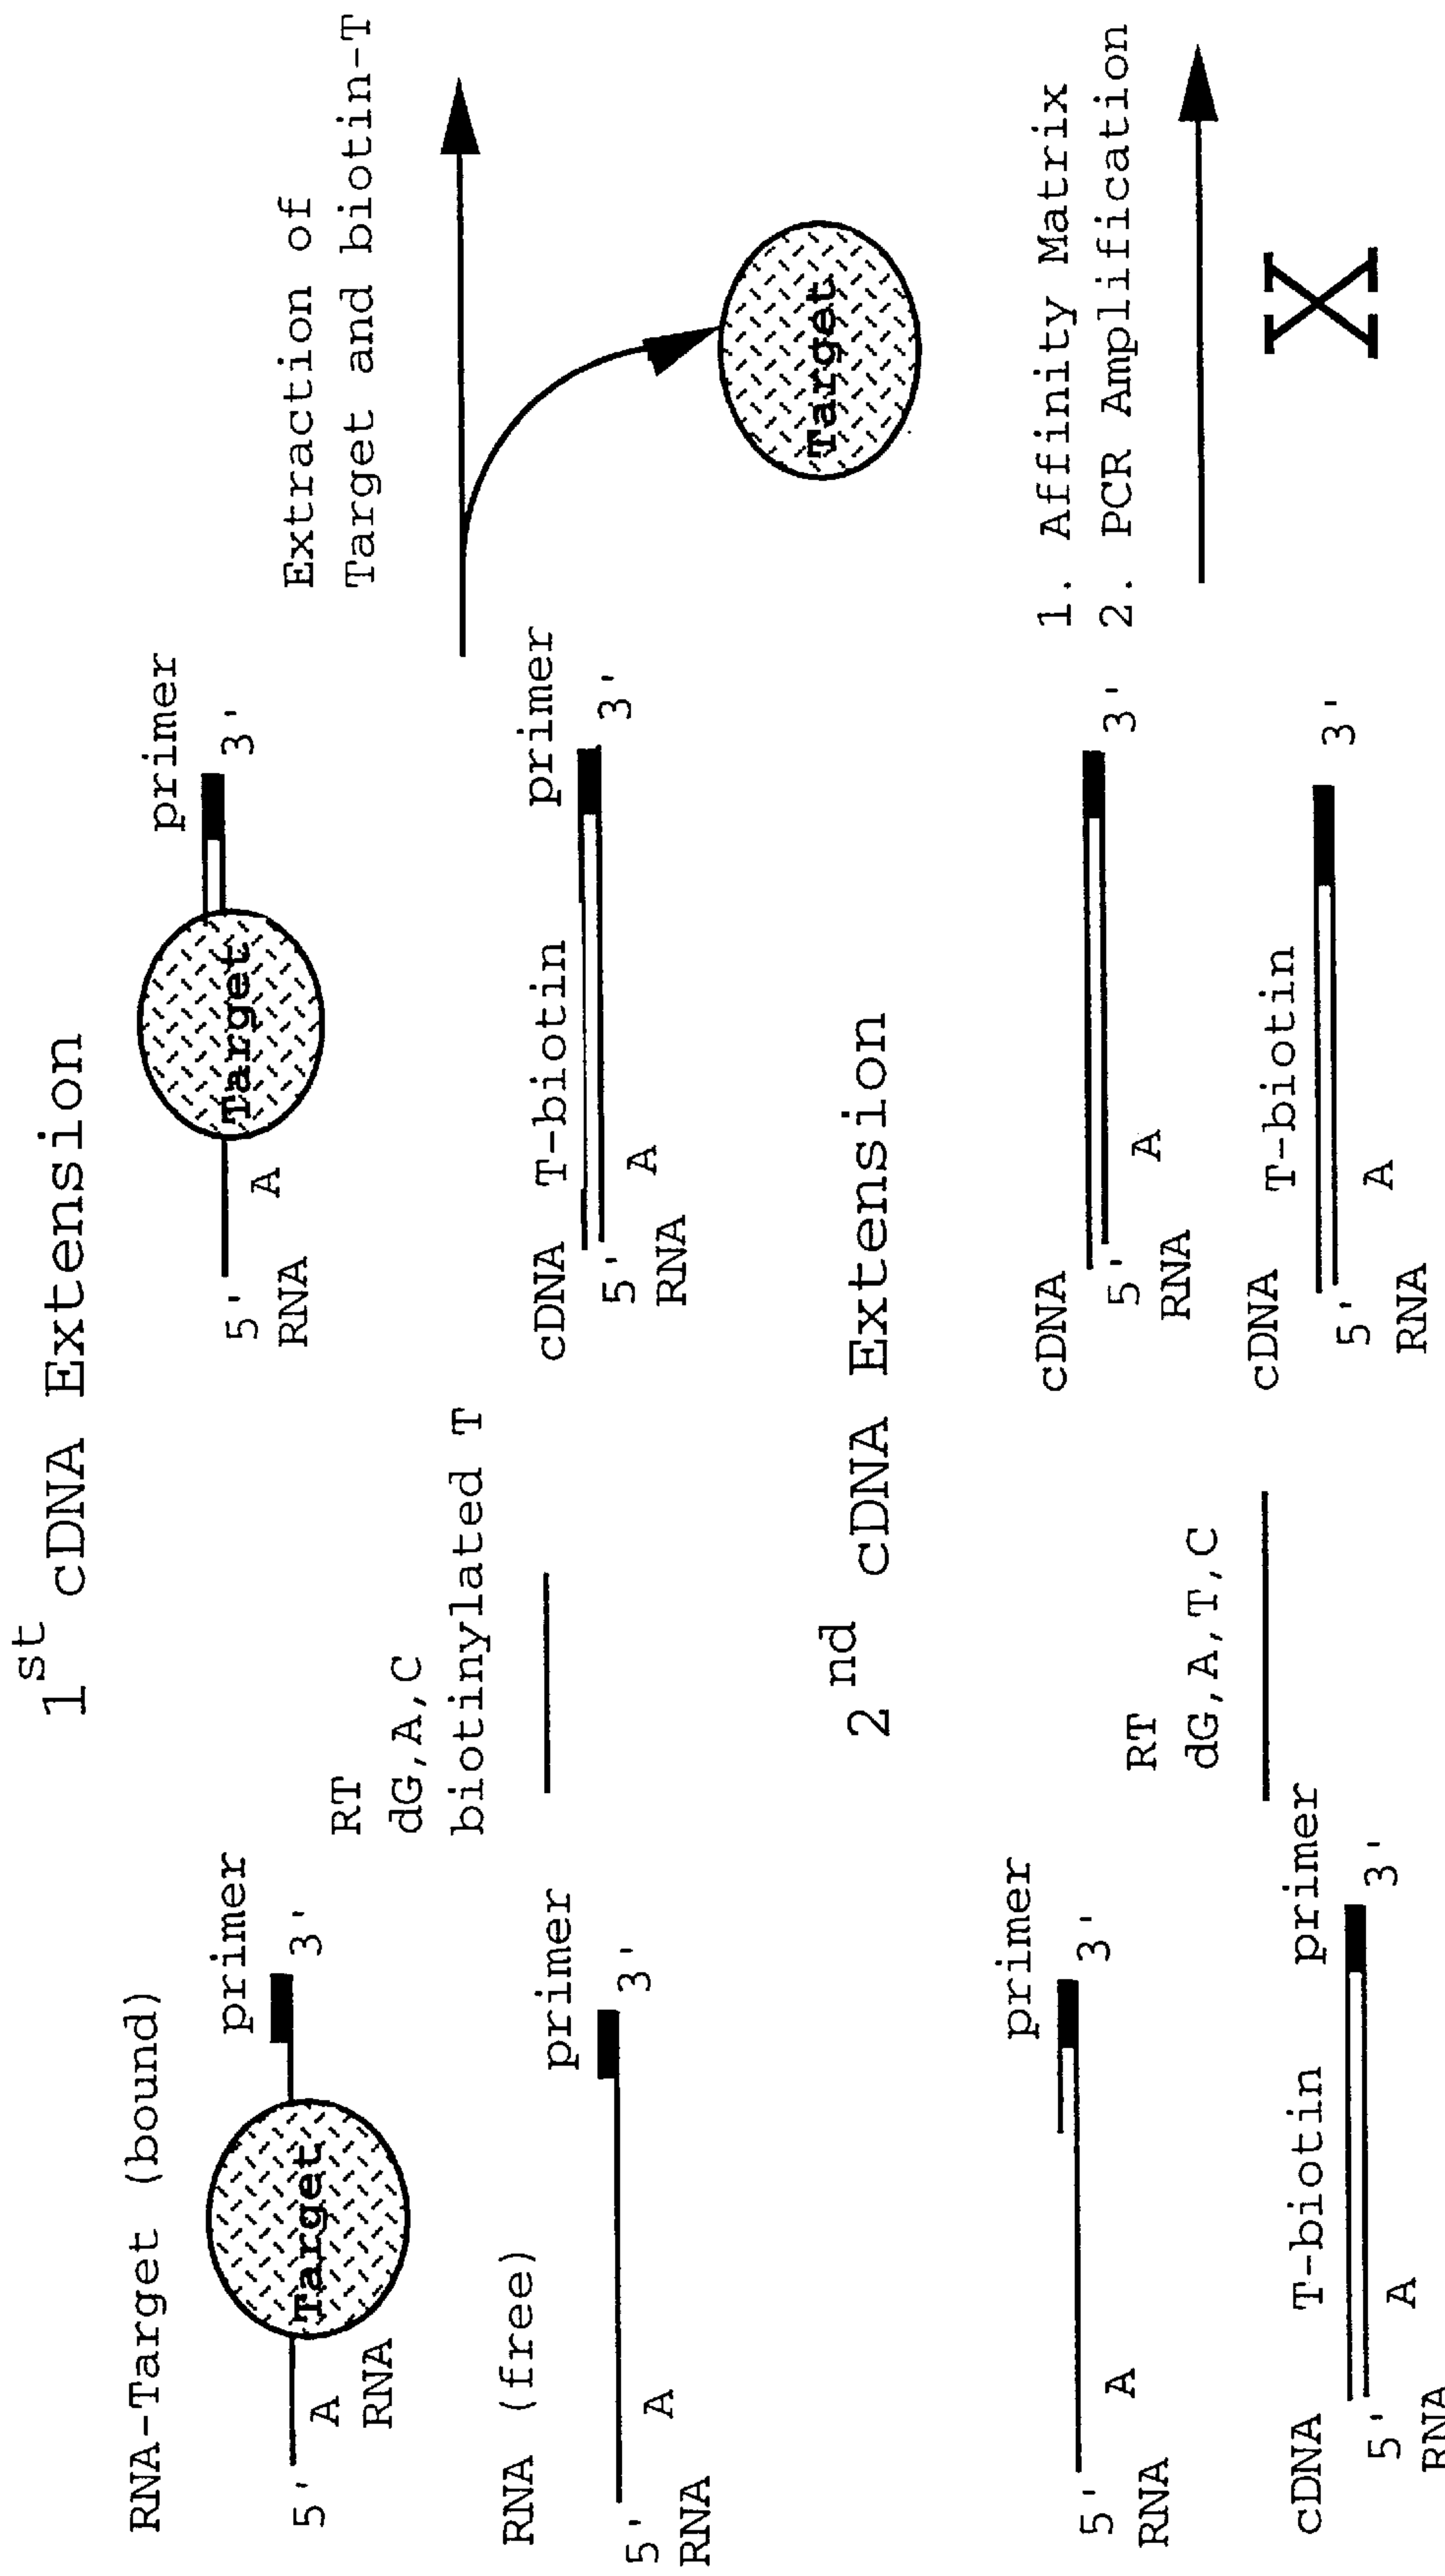 1st cDNA Extension
RNA-Target (bound)
primer
Target
5'
3'
A
RNA
RNA (free)
primer
3'
A
5'
RNA
RT
dG,A,C
biotinylated T
primer
Target
3'
5'
A
RNA
primer
cDNA T-biotin
3'
5'
A
RNA
Extraction of
Target and biotin-T
Target
2nd cDNA Extension
primer
3'
5'
A
RNA
cDNA T-biotin primer
3'
5'
A
RNA
RT
dG,A,T,C
cDNA
3'
5'
A
RNA
cDNA T-biotin
3'
5'
A
RNA
1. Affinity Matrix
2. PCR Amplification
X